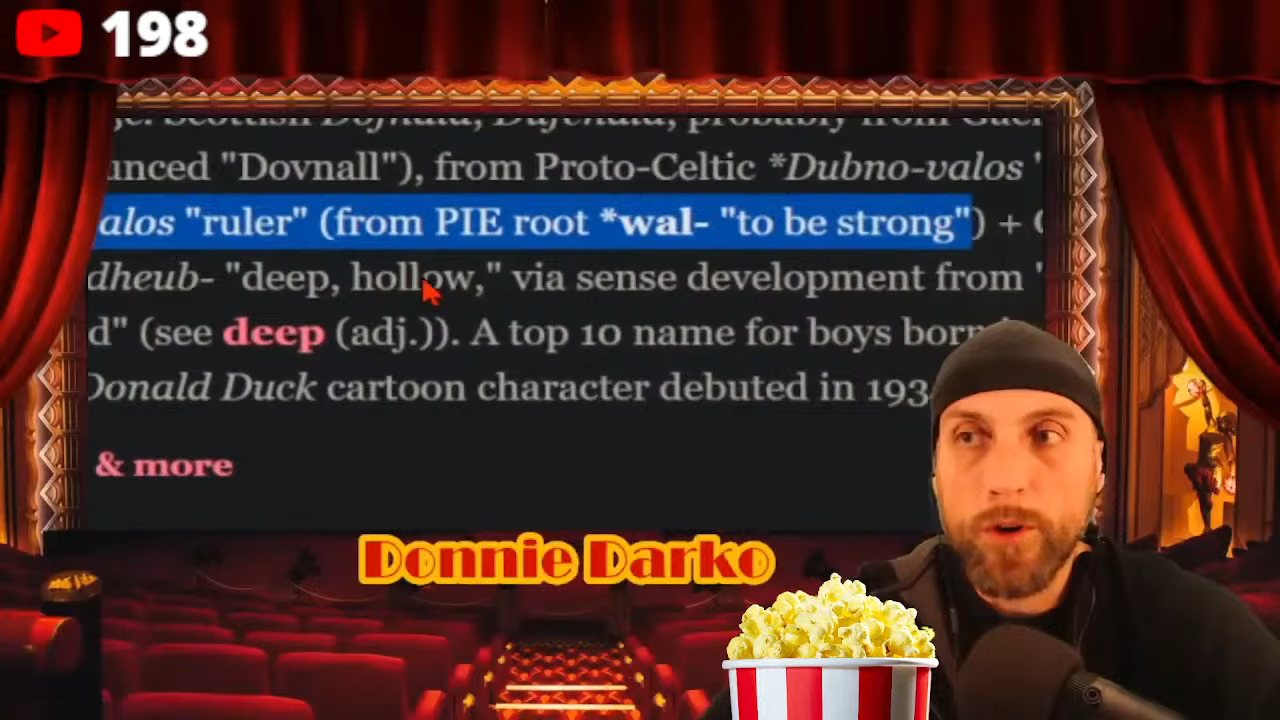 198
unced "Dovnall"), from Proto-Celtic *Dubno-valos "
alos "ruler" (from PIE root *wal- "to be strong") +
dheub- "deep, hollow," via sense development from "
d" (see deep (adj.)). A top 10 name for boys born
Donald Duck cartoon character debuted in 193
& more
Donnie Darko